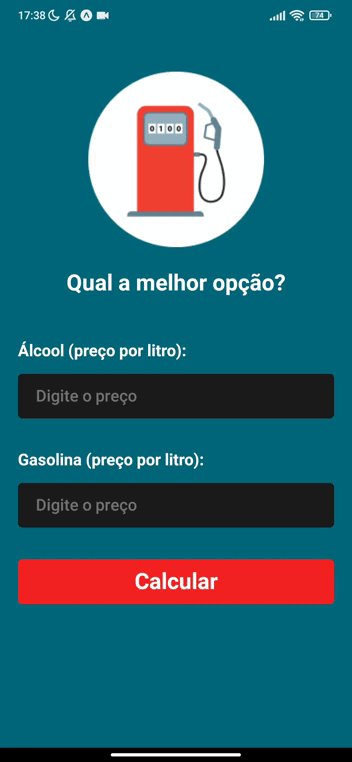 17:38
74
0100
Qual a melhor opção?
Álcool (preço por litro):
Digite o preço
Gasolina (preço por litro):
Digite o preço
Calcular